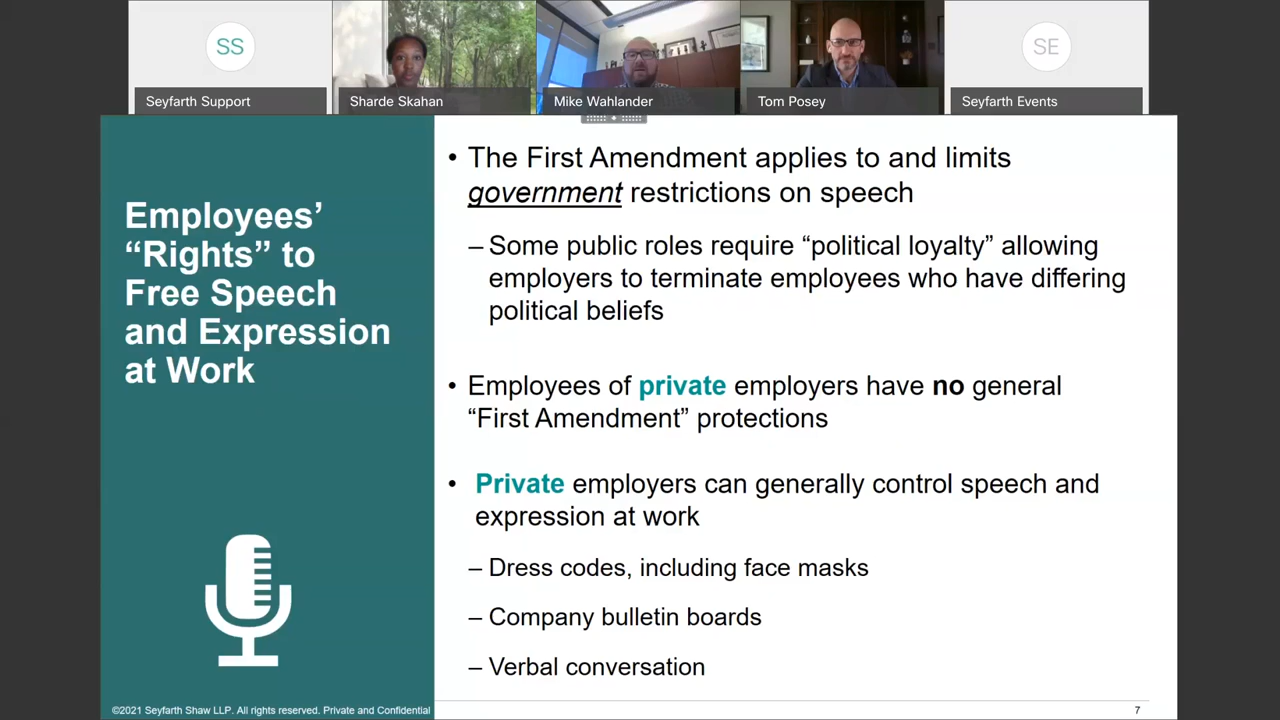 SS
SE
Seyfarth Support
Sharde Skahan
Mike Wahlander
Tom Posey
Seyfarth Events
Employees’
“Rights” to
Free Speech
and Expression
at Work
• The First Amendment applies to and limits
government restrictions on speech
– Some public roles require “political loyalty” allowing
employers to terminate employees who have differing
political beliefs
• Employees of private employers have no general
“First Amendment” protections
• Private employers can generally control speech and
expression at work
– Dress codes, including face masks
– Company bulletin boards
– Verbal conversation
©2021 Seyfarth Shaw LLP. All rights reserved. Private and Confidential
7